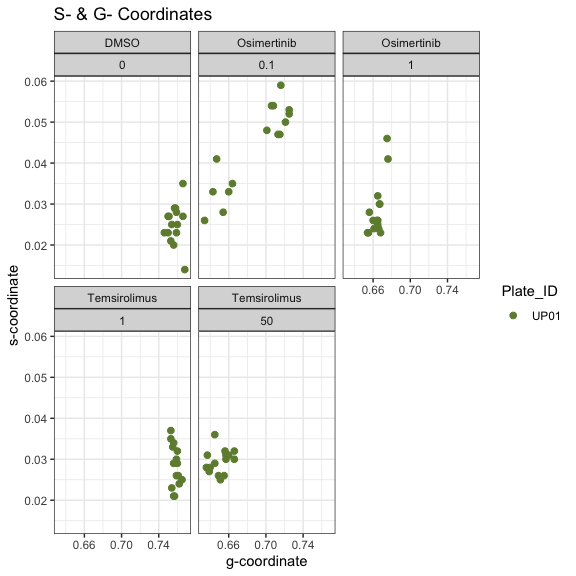 S- & G- Coordinates
DMSO
Osimertinib
Osimertinib
0
0.1
1
0.06
0.05
0.04
0.03
0.02
0.66 0.70 0.74
Temsirolimus
Temsirolimus
1
50
0.06
0.05
0.04
0.03
0.02
0.66 0.70 0.74
0.66 0.70 0.74
s-coordinate
g-coordinate
Plate_ID
UP01